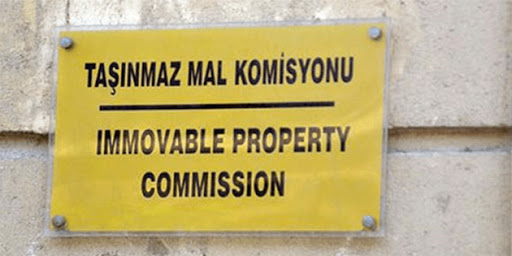 TAŞINMAZ MAL KOMİSYONU
IMMOVABLE PROPERTY
COMMISSION